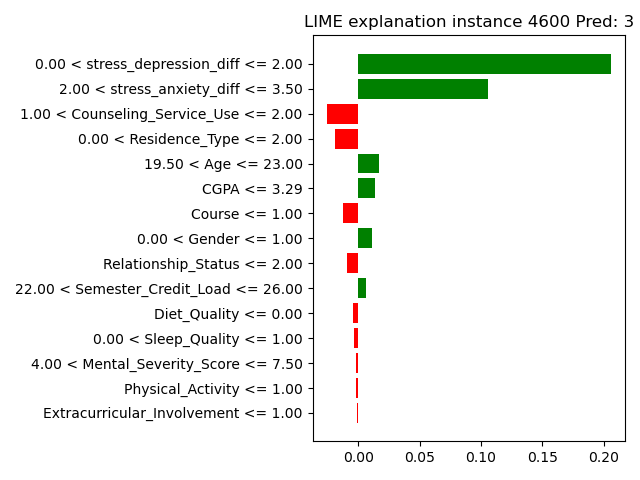 LIME explanation instance 4600 Pred: 3
0.00 < stress_depression_diff <= 2.00
2.00 < stress_anxiety_diff <= 3.50
1.00 < Counseling_Service_Use <= 2.00
0.00 < Residence_Type <= 2.00
19.50 < Age <= 23.00
CGPA <= 3.29
Course <= 1.00
0.00 < Gender <= 1.00
Relationship_Status <= 2.00
22.00 < Semester_Credit_Load <= 26.00
Diet_Quality <= 0.00
0.00 < Sleep_Quality <= 1.00
4.00 < Mental_Severity_Score <= 7.50
Physical_Activity <= 1.00
Extracurricular_Involvement <= 1.00
0.00 0.05 0.10 0.15 0.20